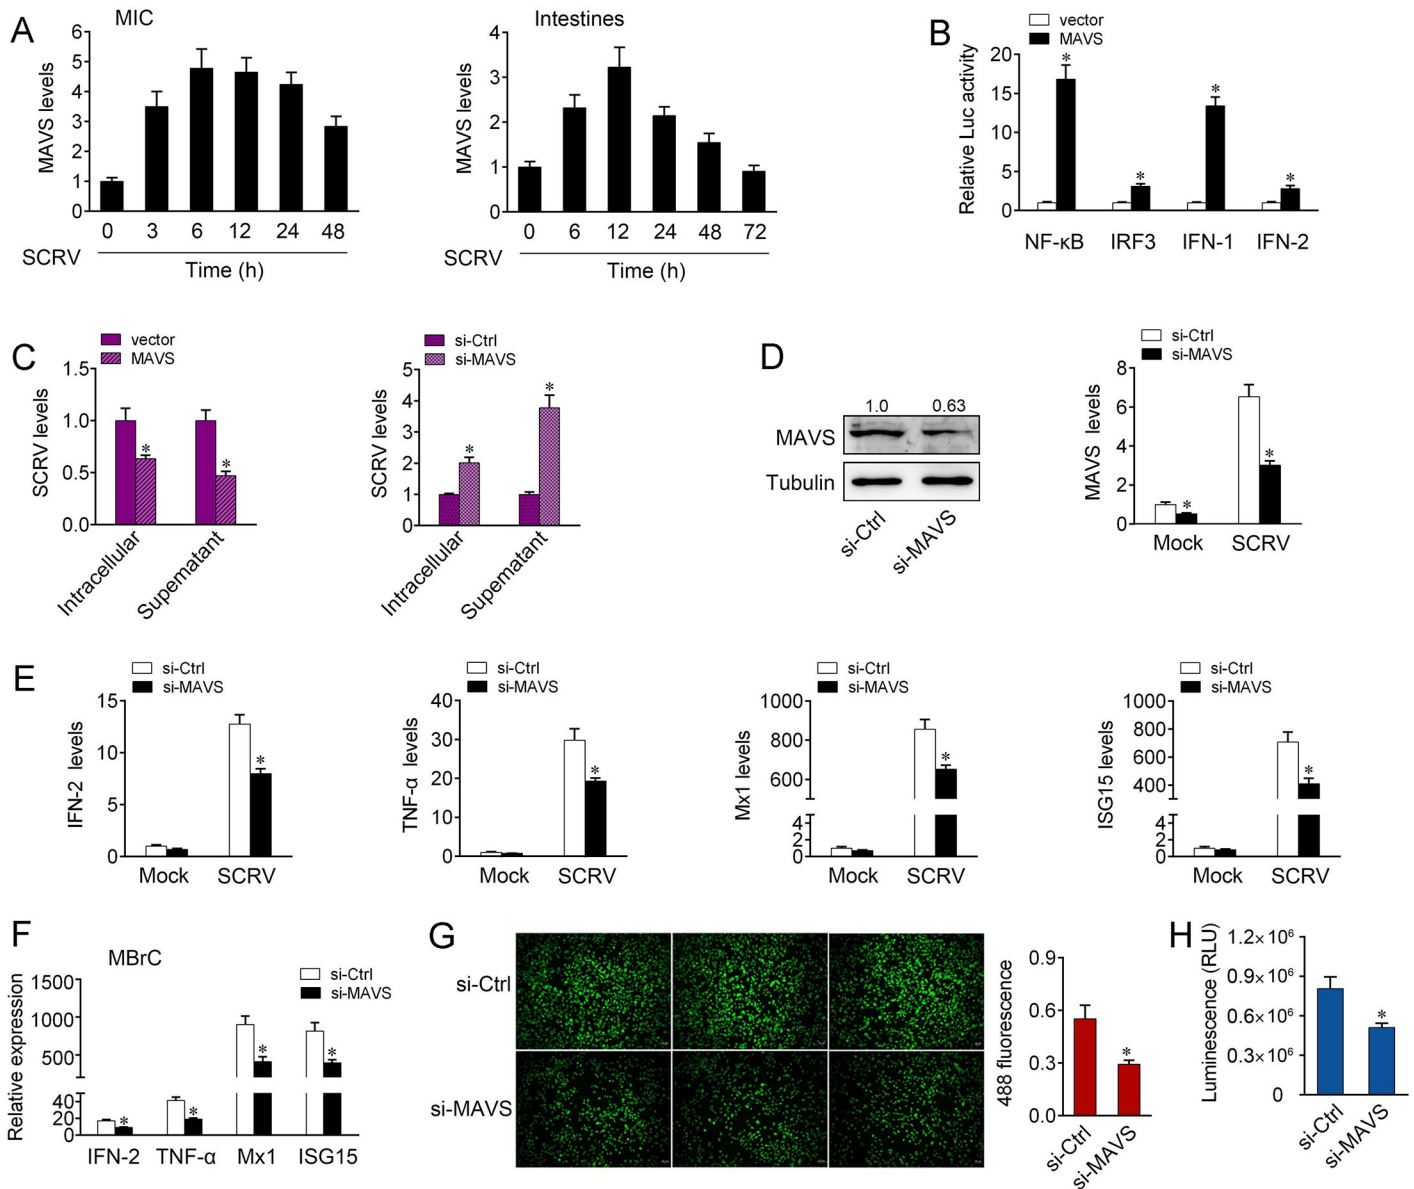 A
MIC
MAVS levels
6
5
4
3
2
1
0
0 3 6 12 24 48
SCRV
Time (h)
Intestines
MAVS levels
4
3
2
1
0
0 6 12 24 48 72
SCRV
Time (h)
B
vector
MAVS
Relative Luc activity
20
15
10
5
0
* * * *
NF-κB IRF3 IFN-1 IFN-2
C
vector
MAVS
SCRV levels
1.5
1.0
0.5
0.0
* *
Intracellular
Supematant
si-Ctrl
si-MAVS
SCRV levels
5
4
3
2
1
0
* *
Intracellular
Supematant
D
1.0 0.63
MAVS
Tubulin
si-Ctrl
si-MAVS
si-Ctrl
si-MAVS
MAVS levels
8
6
4
2
0
* *
Mock SCRV
E
si-Ctrl
si-MAVS
IFN-2 levels
15
10
5
0
*
Mock SCRV
si-Ctrl
si-MAVS
TNF-α levels
40
30
20
10
0
*
Mock SCRV
si-Ctrl
si-MAVS
Mx1 levels
1000
800
600
4
2
0
*
Mock SCRV
si-Ctrl
si-MAVS
ISG15 levels
1000
800
600
400
4
2
0
*
Mock SCRV
F
MBrC
si-Ctrl
si-MAVS
Relative expression
1500
1000
500
40
20
0
* * * *
IFN-2 TNF-α Mx1 ISG15
G
si-Ctrl
si-MAVS
488 fluorescence
0.9
0.6
0.3
0.0
*
si-Ctrl
si-MAVS
H
Luminescence (RLU)
1.2× 10⁶
0.9× 10⁶
0.6× 10⁶
0.3× 10⁶
0
*
si-Ctrl
si-MAVS